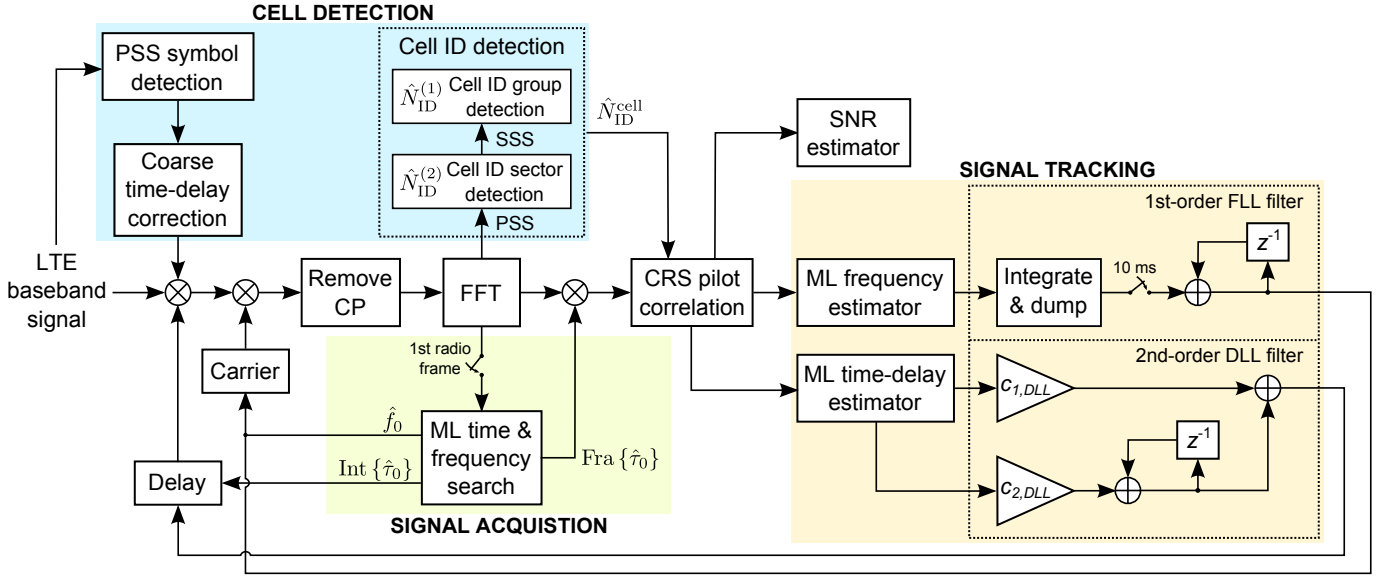 CELL DETECTION
PSS symbol
detection
Coarse
time-delay
correction
Cell ID detection
N̂_ID^(1) Cell ID group
detection
SSS
N̂_ID^(2) Cell ID sector
detection
PSS
N̂_ID^cell
SNR
estimator
LTE
baseband
signal
Remove
CP
FFT
CRS pilot
correlation
Carrier
Delay
1st radio
frame
ML time &
frequency
search
f̂_0
Int {τ̂_0}
Fra {τ̂_0}
SIGNAL ACQUISTION
SIGNAL TRACKING
1st-order FLL filter
ML frequency
estimator
Integrate
& dump
10 ms
z^-1
2nd-order DLL filter
ML time-delay
estimator
c_1,DLL
c_2,DLL
z^-1